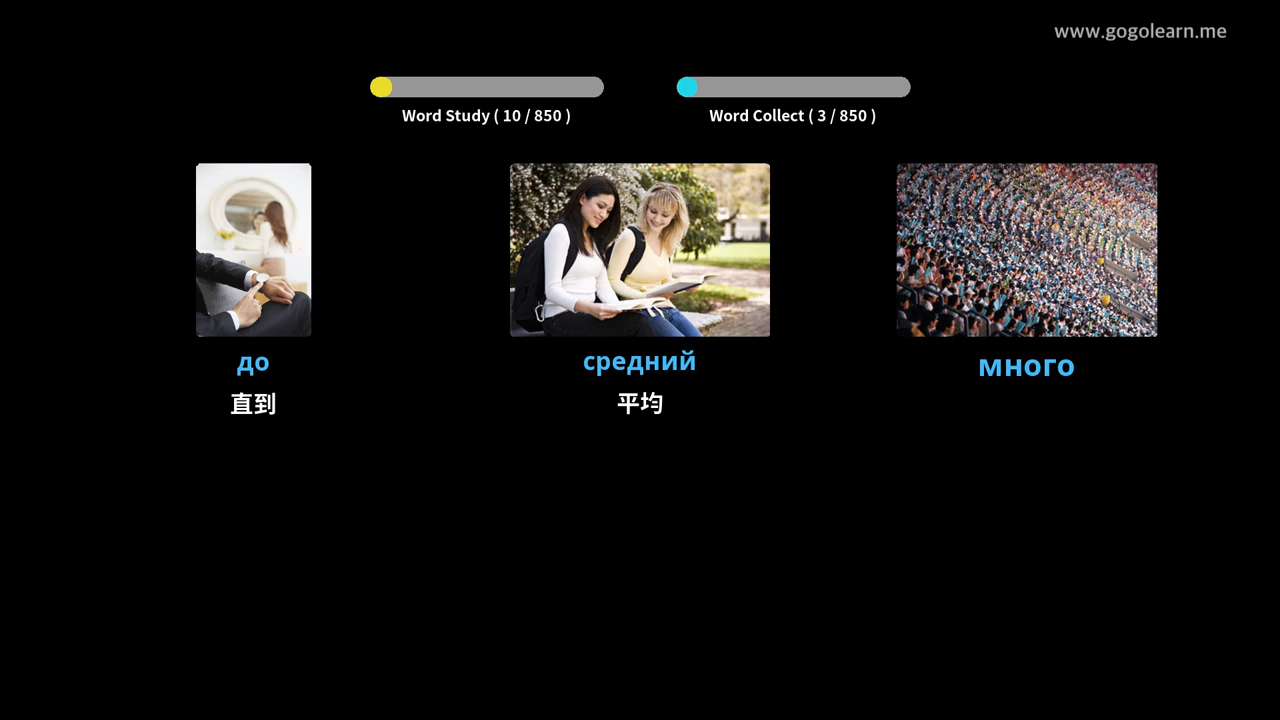 www.gogolearn.me
Word Study ( 10 / 850 )
Word Collect ( 3 / 850 )
до
средний
много
直到
平均